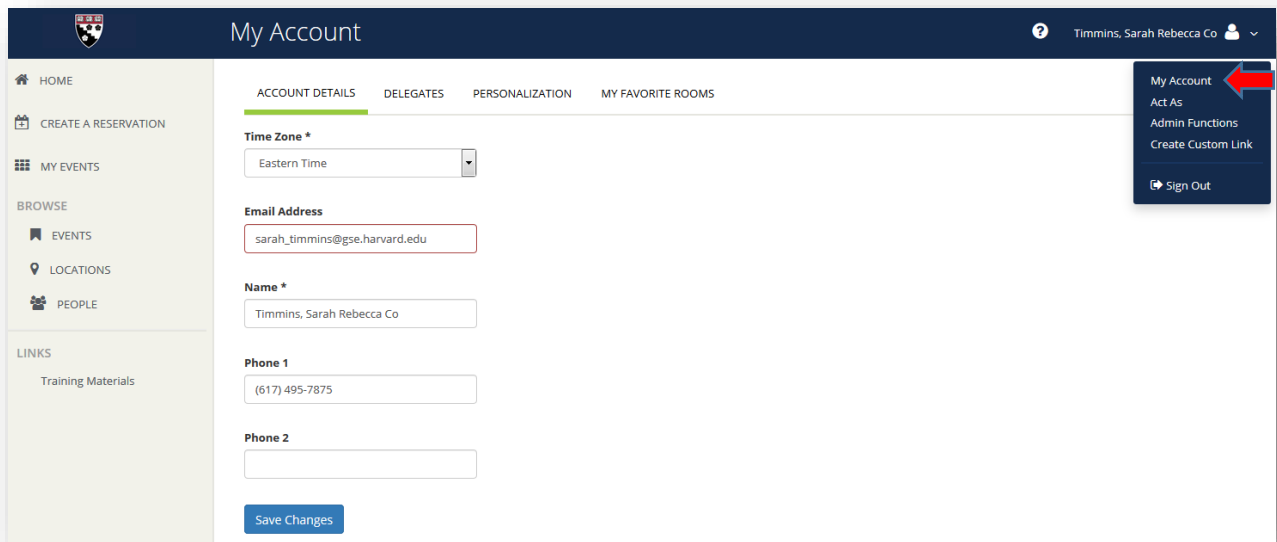 My Account
Timmins, Sarah Rebecca Co
My Account
Act As
Admin Functions
Create Custom Link
Sign Out
HOME
CREATE A RESERVATION
MY EVENTS
BROWSE
EVENTS
LOCATIONS
PEOPLE
LINKS
Training Materials
ACCOUNT DETAILS DELEGATES PERSONALIZATION MY FAVORITE ROOMS
Time Zone *
Eastern Time
Email Address
sarah_timmins@gse.harvard.edu
Name *
Timmins, Sarah Rebecca Co
Phone 1
(617) 495-7875
Phone 2
Save Changes